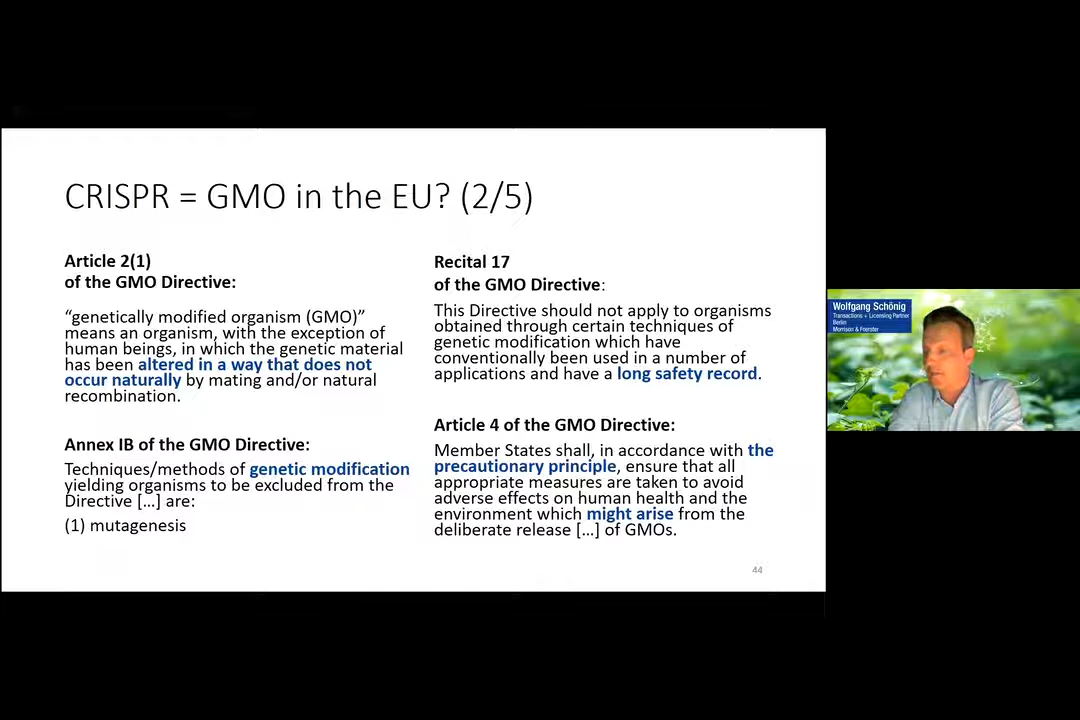 CRISPR = GMO in the EU? (2/5)
Article 2(1)
of the GMO Directive:
“genetically modified organism (GMO)”
means an organism, with the exception of
human beings, in which the genetic material
has been altered in a way that does not
occur naturally by mating and/or natural
recombination.
Annex IB of the GMO Directive:
Techniques/methods of genetic modification
yielding organisms to be excluded from the
Directive […] are:
(1) mutagenesis
Recital 17
of the GMO Directive:
This Directive should not apply to organisms
obtained through certain techniques of
genetic modification which have
conventionally been used in a number of
applications and have a long safety record.
Article 4 of the GMO Directive:
Member States shall, in accordance with the
precautionary principle, ensure that all
appropriate measures are taken to avoid
adverse effects on human health and the
environment which might arise from the
deliberate release […] of GMOs.
44
Wolfgang Schönig
Transactions + Licensing Partner
Berlin
Morrison & Foerster